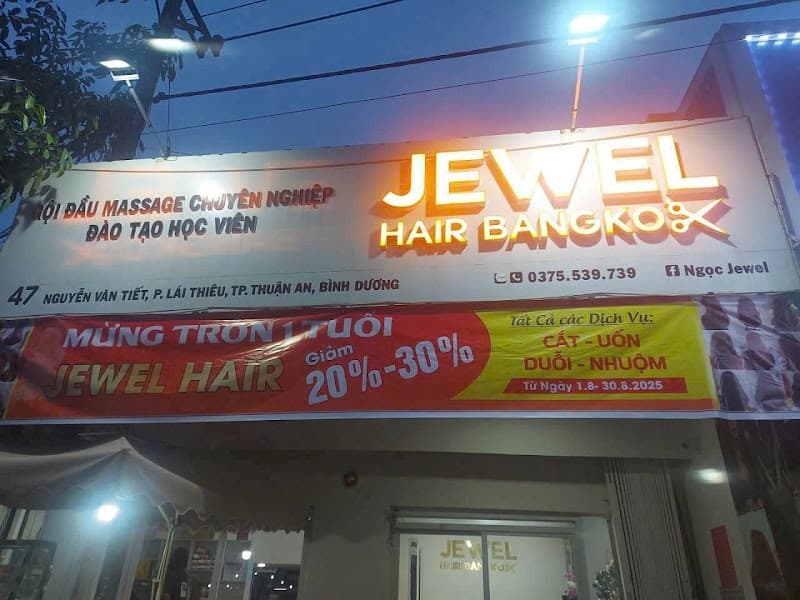 GỘI ĐẦU MASSAGE CHUYÊN NGHIỆP
ĐÀO TẠO HỌC VIÊN
JEWEL
HAIR BANGKOK
47 NGUYỄN VĂN TIẾT, P. LÁI THIÊU, TP. THUẬN AN, BÌNH DƯƠNG
0375.539.739
Ngọc Jewel
MỪNG TRÒN 1 TUỔI
JEWEL HAIR
Giảm
20%-30%
Tất Cả các Dịch Vụ:
CẮT - UỐN
DUỖI - NHUỘM
Từ Ngày 1.8- 30.8.2025
JEWEL
HAIR BANGKOK